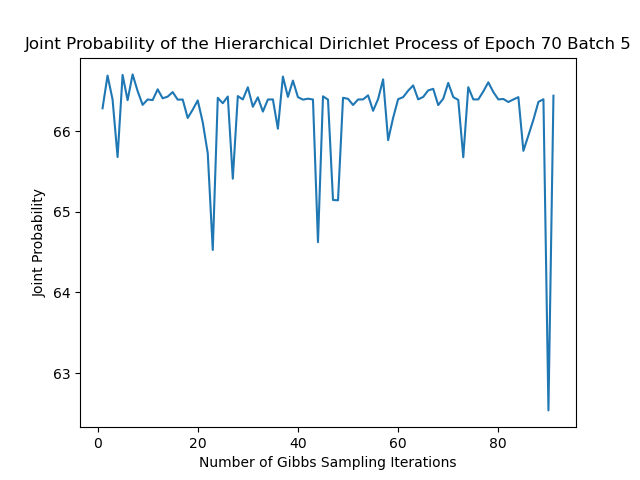 Joint Probability of the Hierarchical Dirichlet Process of Epoch 70 Batch 5
66
65
64
63
Joint Probability
0 20 40 60 80
Number of Gibbs Sampling Iterations